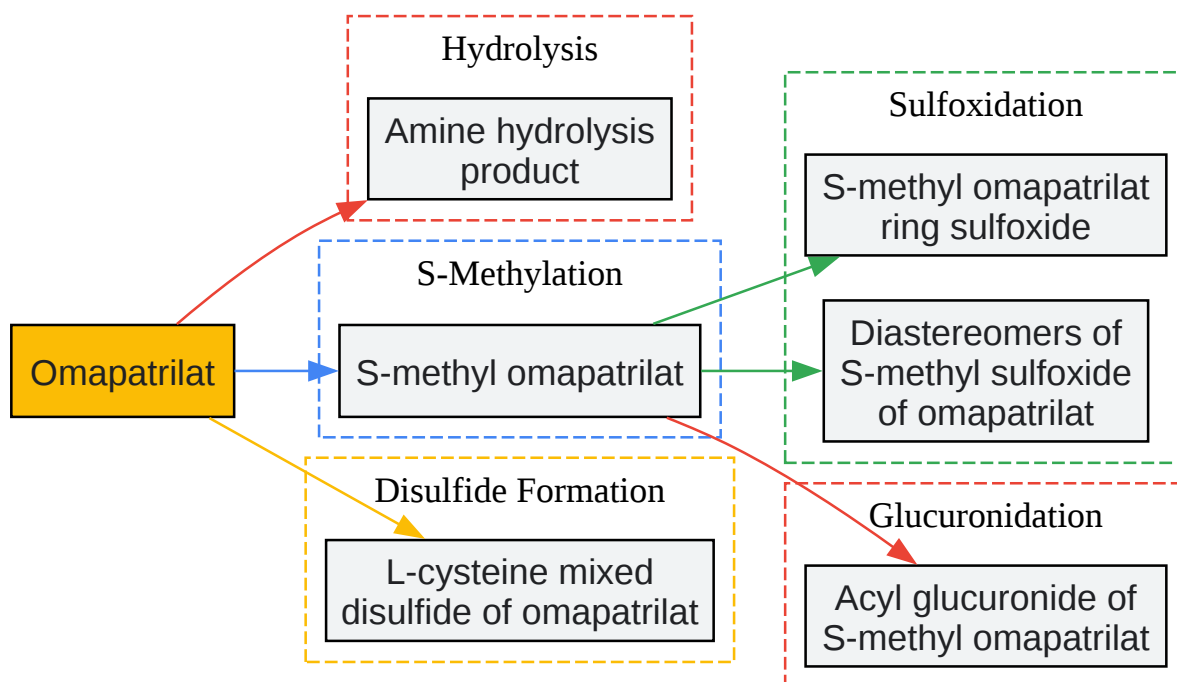 Hydrolysis
Amine hydrolysis
product
Sulfoxidation
S-methyl omapatrilat
ring sulfoxide
S-Methylation
Omapatrilat
S-methyl omapatrilat
Diastereomers of
S-methyl sulfoxide
of omapatrilat
Disulfide Formation
L-cysteine mixed
disulfide of omapatrilat
Glucuronidation
Acyl glucuronide of
S-methyl omapatrilat